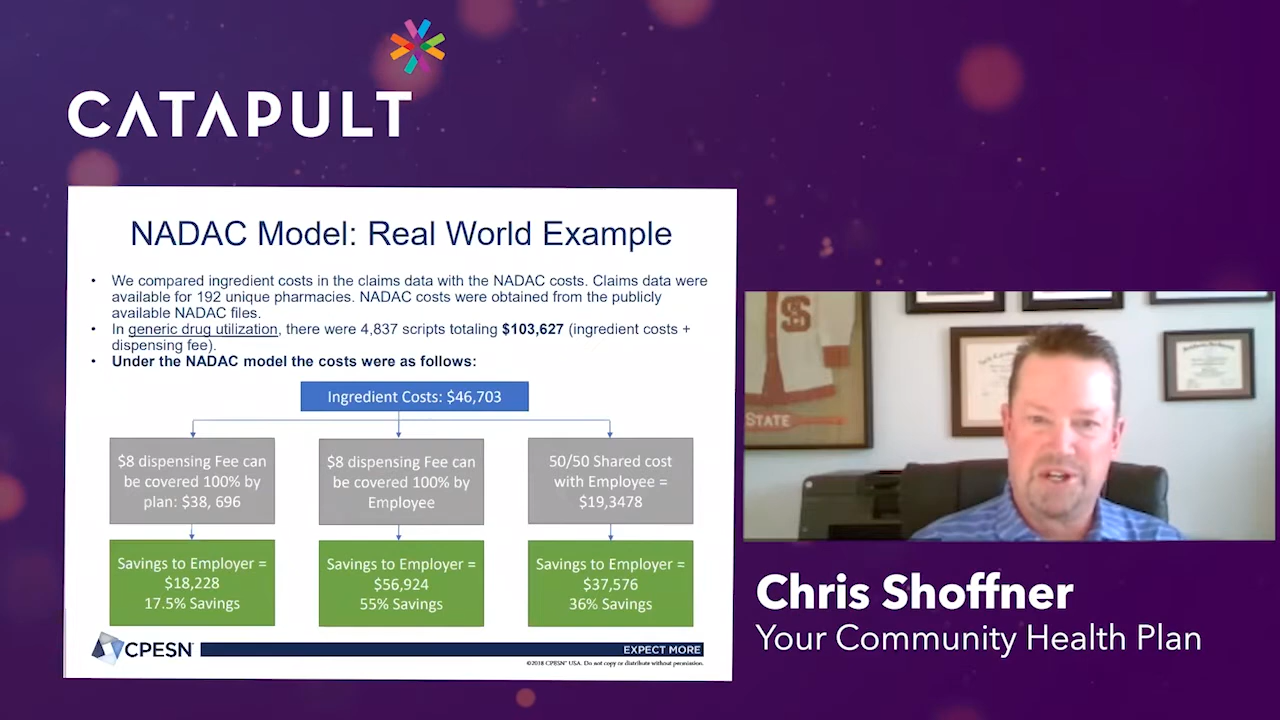 CATAPULT
NADAC Model: Real World Example
• We compared ingredient costs in the claims data with the NADAC costs. Claims data were
available for 192 unique pharmacies. NADAC costs were obtained from the publicly
available NADAC files.
• In generic drug utilization, there were 4,837 scripts totaling $103,627 (ingredient costs +
dispensing fee).
• Under the NADAC model the costs were as follows:
Ingredient Costs: $46,703
$8 dispensing Fee can
be covered 100% by
plan: $38, 696
$8 dispensing Fee can
be covered 100% by
Employee
50/50 Shared cost
with Employee =
$19,3478
Savings to Employer =
$18,228
17.5% Savings
Savings to Employer =
$56,924
55% Savings
Savings to Employer =
$37,576
36% Savings
CPESN
EXPECT MORE
©2018 CPESN® USA. Do not copy or distribute without permission.
STATE
Chris Shoffner
Your Community Health Plan